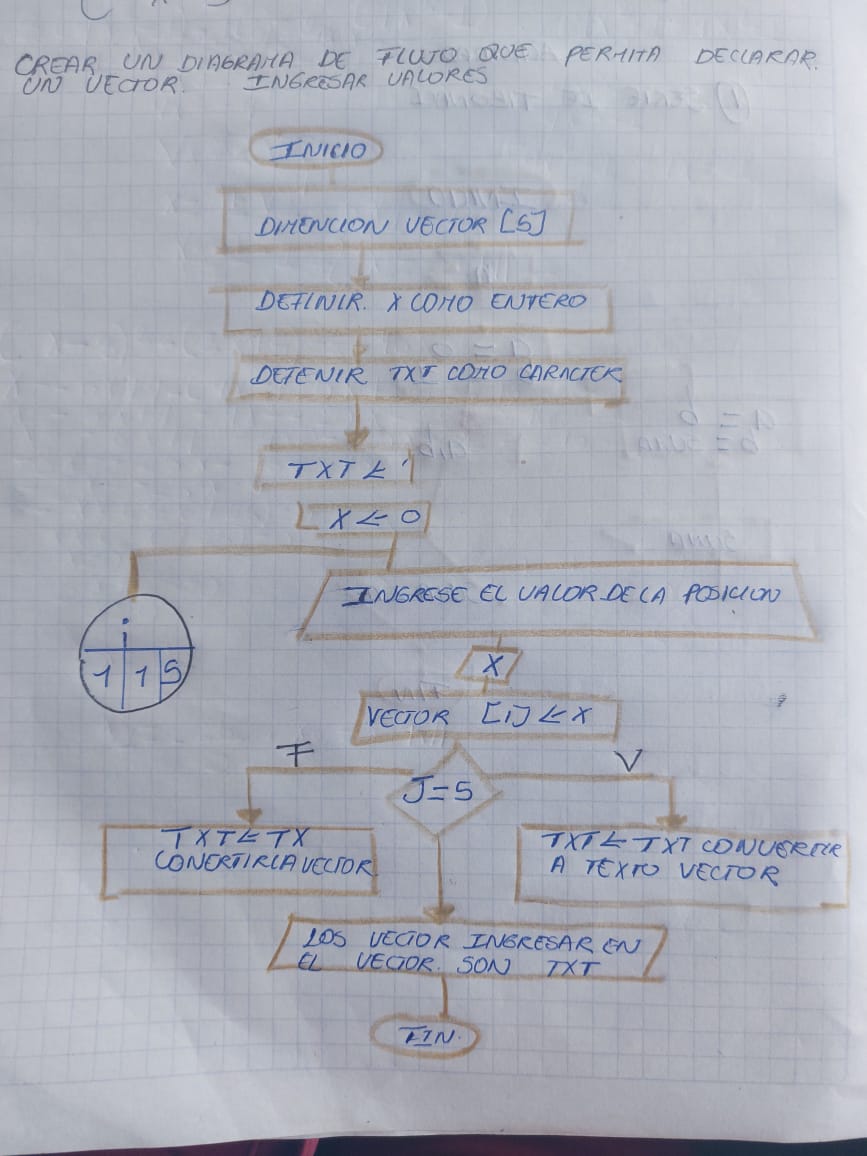 CREAR UN DIAGRAMA DE FLUJO QUE PERMITA DECLARAR.
UN VECTOR. INGRESAR VALORES
INICIO
DIMENCION VECTOR [5]
DEFINIR. X COMO ENTERO
DEFENIR TXT COMO CARACTER
TXT ← '
X ← 0
INGRESE EL VALOR DE LA POSICION
i
1 1 5
X
VECTOR [i] ← X
F
V
J=5
TXT ← TX
CONERTIRLA VECTOR.
TXT ← TXT CONVERTIR
A TEXTO VECTOR
LOS VECTOR INGRESAR EN
EL VECTOR. SON TXT
FIN.